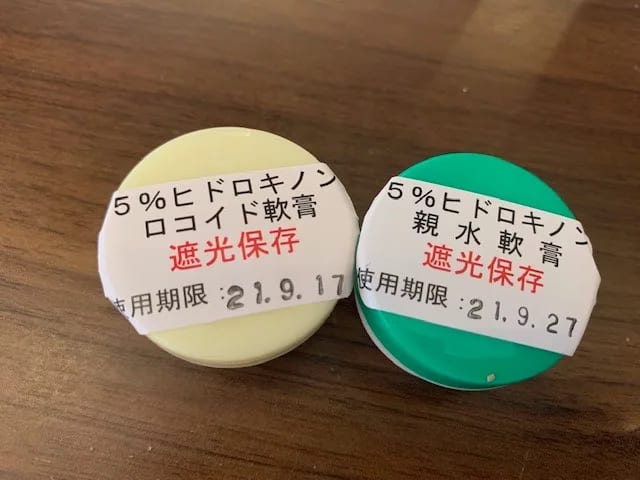 5%ヒドロキノン
ロコイド軟膏
遮光保存
使用期限:21.9.17
5%ヒドロキノン
親水軟膏
遮光保存
使用期限:21.9.27